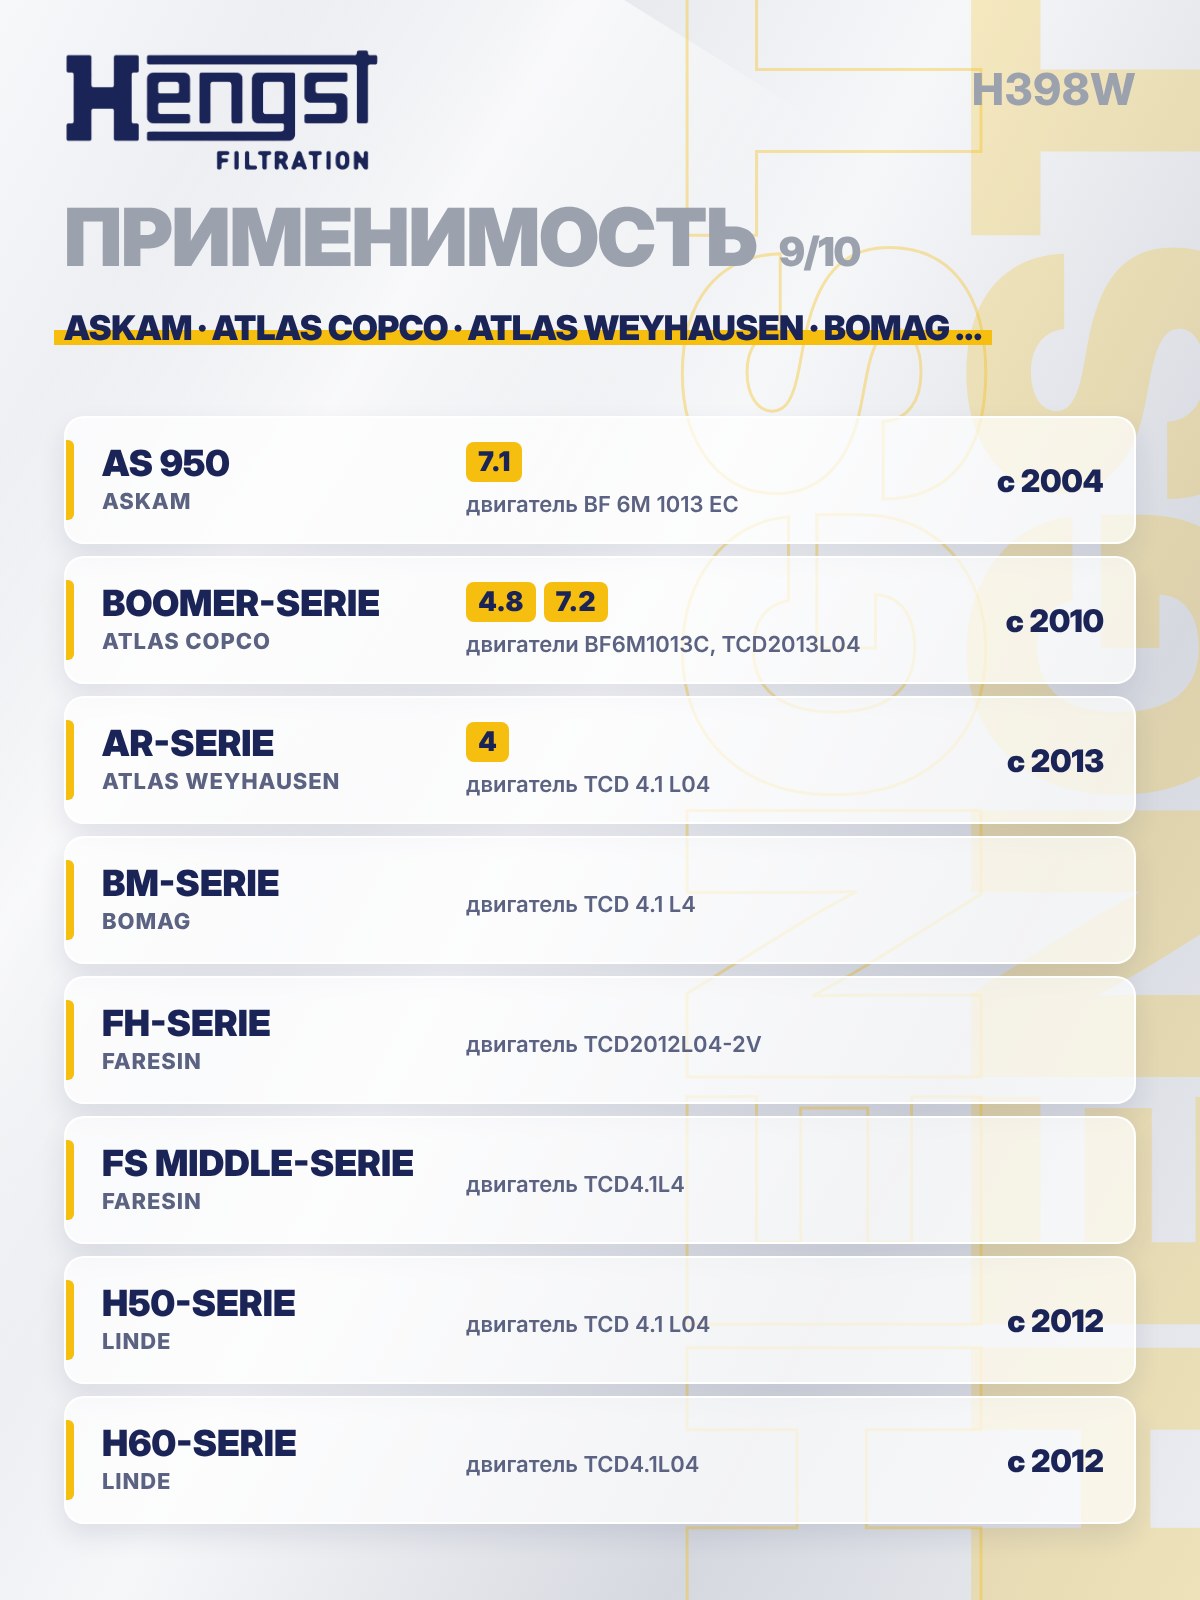 Hengst
FILTRATION
H398W
ПРИМЕНИМОСТЬ 9/10
ASKAM · ATLAS COPCO · ATLAS WEYHAUSEN · BOMAG ...
AS 950
ASKAM
7.1
двигатель BF 6M 1013 EC
с 2004
BOOMER-SERIE
ATLAS COPCO
4.8 7.2
двигатели BF6M1013C, TCD2013L04
с 2010
AR-SERIE
ATLAS WEYHAUSEN
4
двигатель TCD 4.1 L04
с 2013
BM-SERIE
BOMAG
двигатель TCD 4.1 L4
FH-SERIE
FARESIN
двигатель TCD2012L04-2V
FS MIDDLE-SERIE
FARESIN
двигатель TCD4.1L4
H50-SERIE
LINDE
двигатель TCD 4.1 L04
с 2012
H60-SERIE
LINDE
двигатель TCD4.1L04
с 2012
HENGST
HENGST